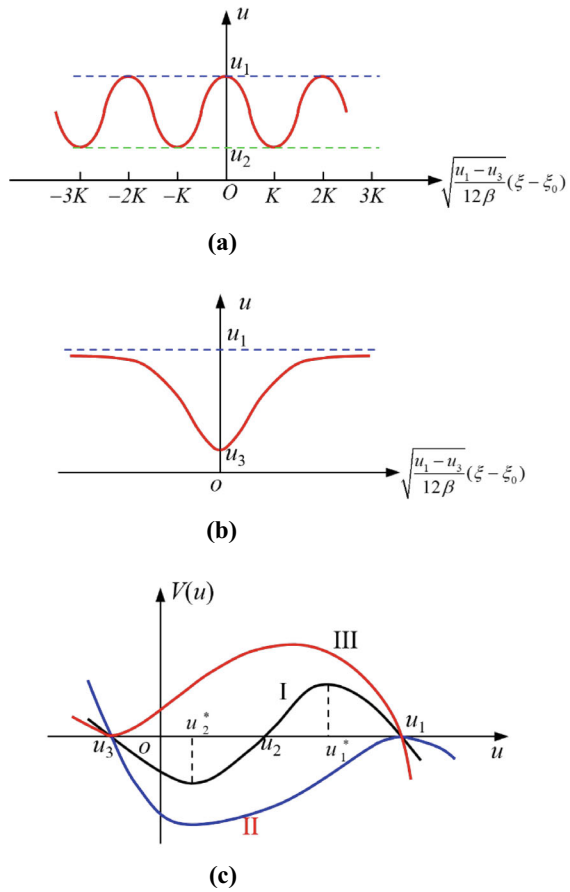 u
u₁
u₂
−3K −2K −K O K 2K 3K √((u₁−u₃)/(12β))(ξ−ξ₀)
(a)
u
u₁
u₃
o √((u₁−u₃)/(12β))(ξ−ξ₀)
(b)
V(u)
III
I
u₃ o u₂* u₂ u₁* u₁ u
II
(c)